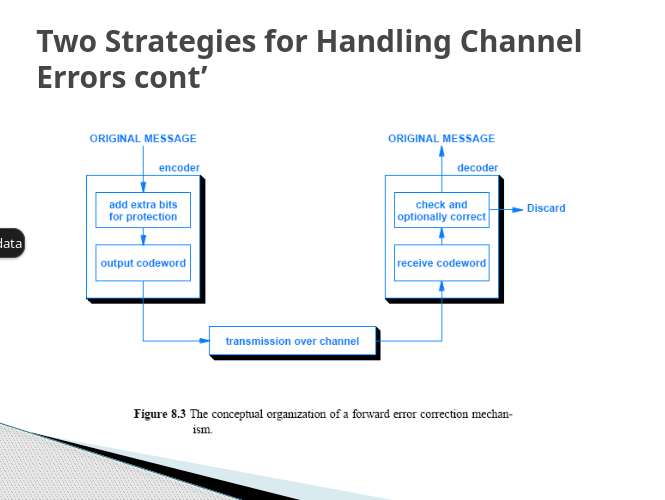 Two Strategies for Handling Channel
Errors cont’
ORIGINAL MESSAGE
encoder
add extra bits
for protection
output codeword
ORIGINAL MESSAGE
decoder
check and
optionally correct
Discard
receive codeword
data
transmission over channel
Figure 8.3 The conceptual organization of a forward error correction mechan-
ism.